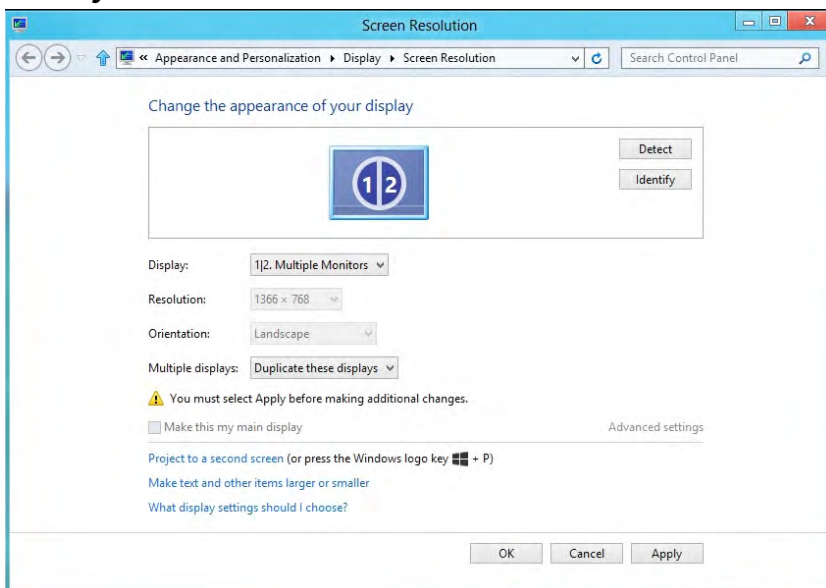 Screen Resolution
« Appearance and Personalization ▸ Display ▸ Screen Resolution
Search Control Panel
Change the appearance of your display
1 2
Detect
Identify
Display: 1|2. Multiple Monitors
Resolution: 1366 × 768
Orientation: Landscape
Multiple displays: Duplicate these displays
You must select Apply before making additional changes.
Make this my main display Advanced settings
Project to a second screen (or press the Windows logo key + P)
Make text and other items larger or smaller
What display settings should I choose?
OK Cancel Apply